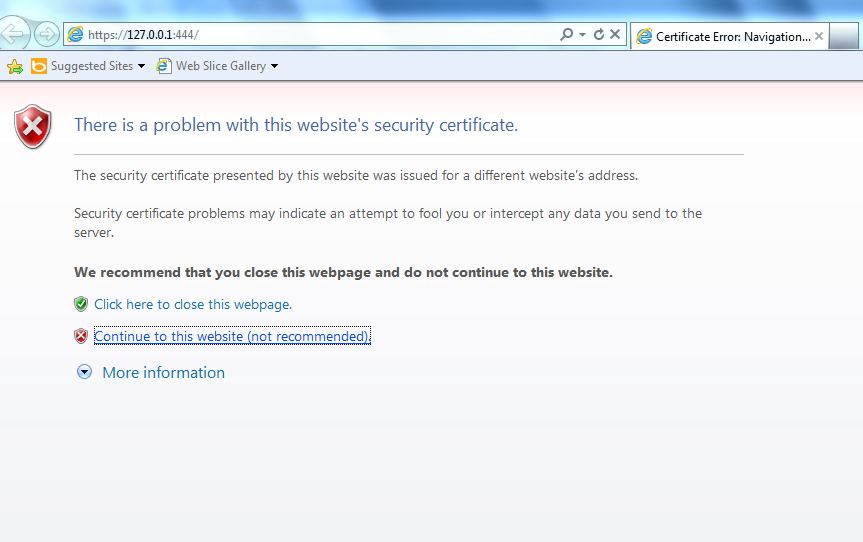 https://127.0.0.1:444/
Certificate Error: Navigation...
Suggested Sites
Web Slice Gallery
There is a problem with this website's security certificate.
The security certificate presented by this website was issued for a different website's address.
Security certificate problems may indicate an attempt to fool you or intercept any data you send to the
server.
We recommend that you close this webpage and do not continue to this website.
Click here to close this webpage.
Continue to this website (not recommended).
More information